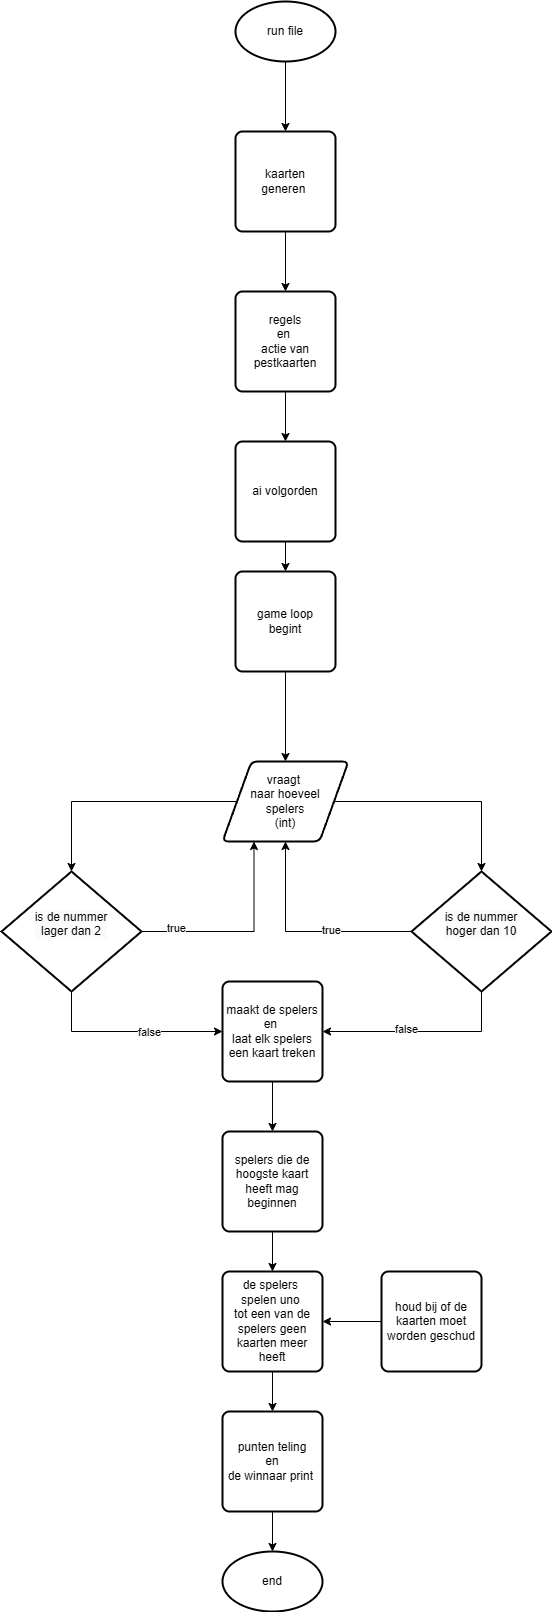 run file
kaarten
generen
regels
en
actie van
pestkaarten
ai volgorden
game loop
begint
vraagt
naar hoeveel
spelers
(int)
is de nummer
lager dan 2
true
true
is de nummer
hoger dan 10
false
false
maakt de spelers
en
laat elk spelers
een kaart treken
spelers die de
hoogste kaart
heeft mag
beginnen
de spelers
spelen uno
tot een van de
spelers geen
kaarten meer
heeft
houd bij of de
kaarten moet
worden geschud
punten teling
en
de winnaar print
end